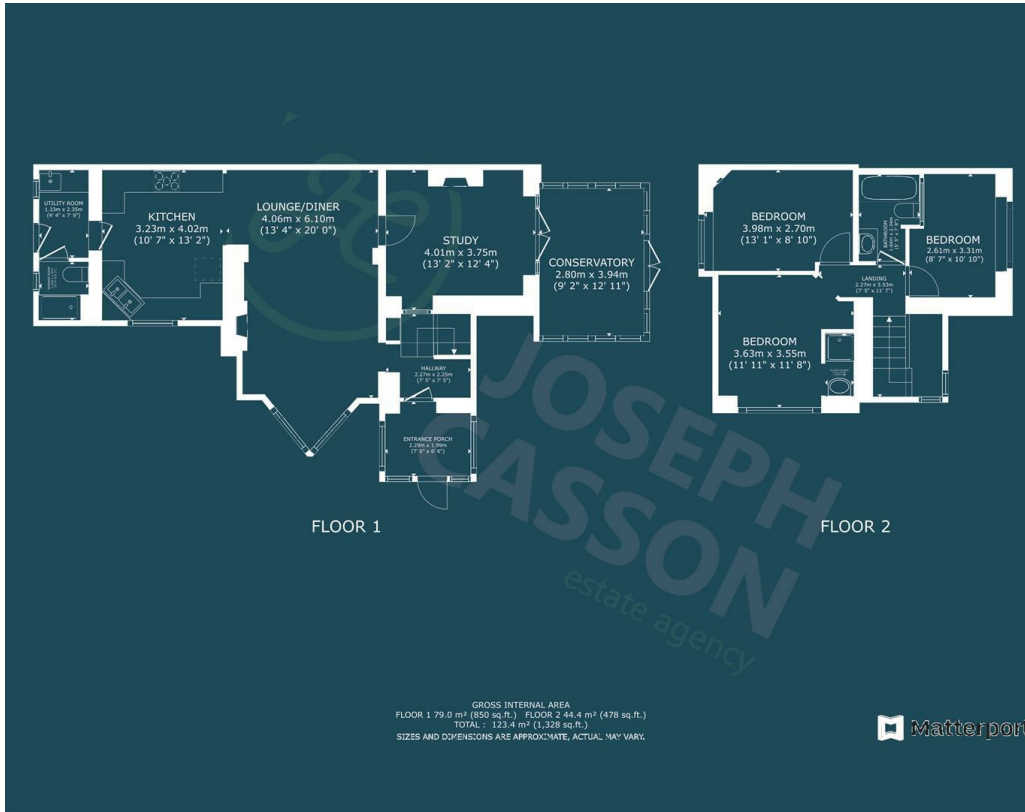 UTILITY ROOM
1.33m x 2.35m
(4' 4" x 7' 9")
KITCHEN
3.23m x 4.02m
(10' 7" x 13' 2")
LOUNGE/DINER
4.06m x 6.10m
(13' 4" x 20' 0")
STUDY
4.01m x 3.75m
(13' 2" x 12' 4")
CONSERVATORY
2.80m x 3.94m
(9' 2" x 12' 11")
HALLWAY
2.27m x 2.25m
(7' 5" x 7' 5")
ENTRANCE PORCH
2.29m x 1.99m
(7' 6" x 6' 6")
FLOOR 1
BEDROOM
3.98m x 2.70m
(13' 1" x 8' 10")
BATHROOM
BEDROOM
2.61m x 3.31m
(8' 7" x 10' 10")
LANDING
2.27m x 3.53m
(7' 5" x 11' 7")
BEDROOM
3.63m x 3.55m
(11' 11" x 11' 8")
FLOOR 2
JOSEPH
CASSON
estate agency
GROSS INTERNAL AREA
FLOOR 1 79.0 m² (850 sq.ft.) FLOOR 2 44.4 m² (478 sq.ft.)
TOTAL : 123.4 m² (1,328 sq.ft.)
SIZES AND DIMENSIONS ARE APPROXIMATE, ACTUAL MAY VARY.
Matterport